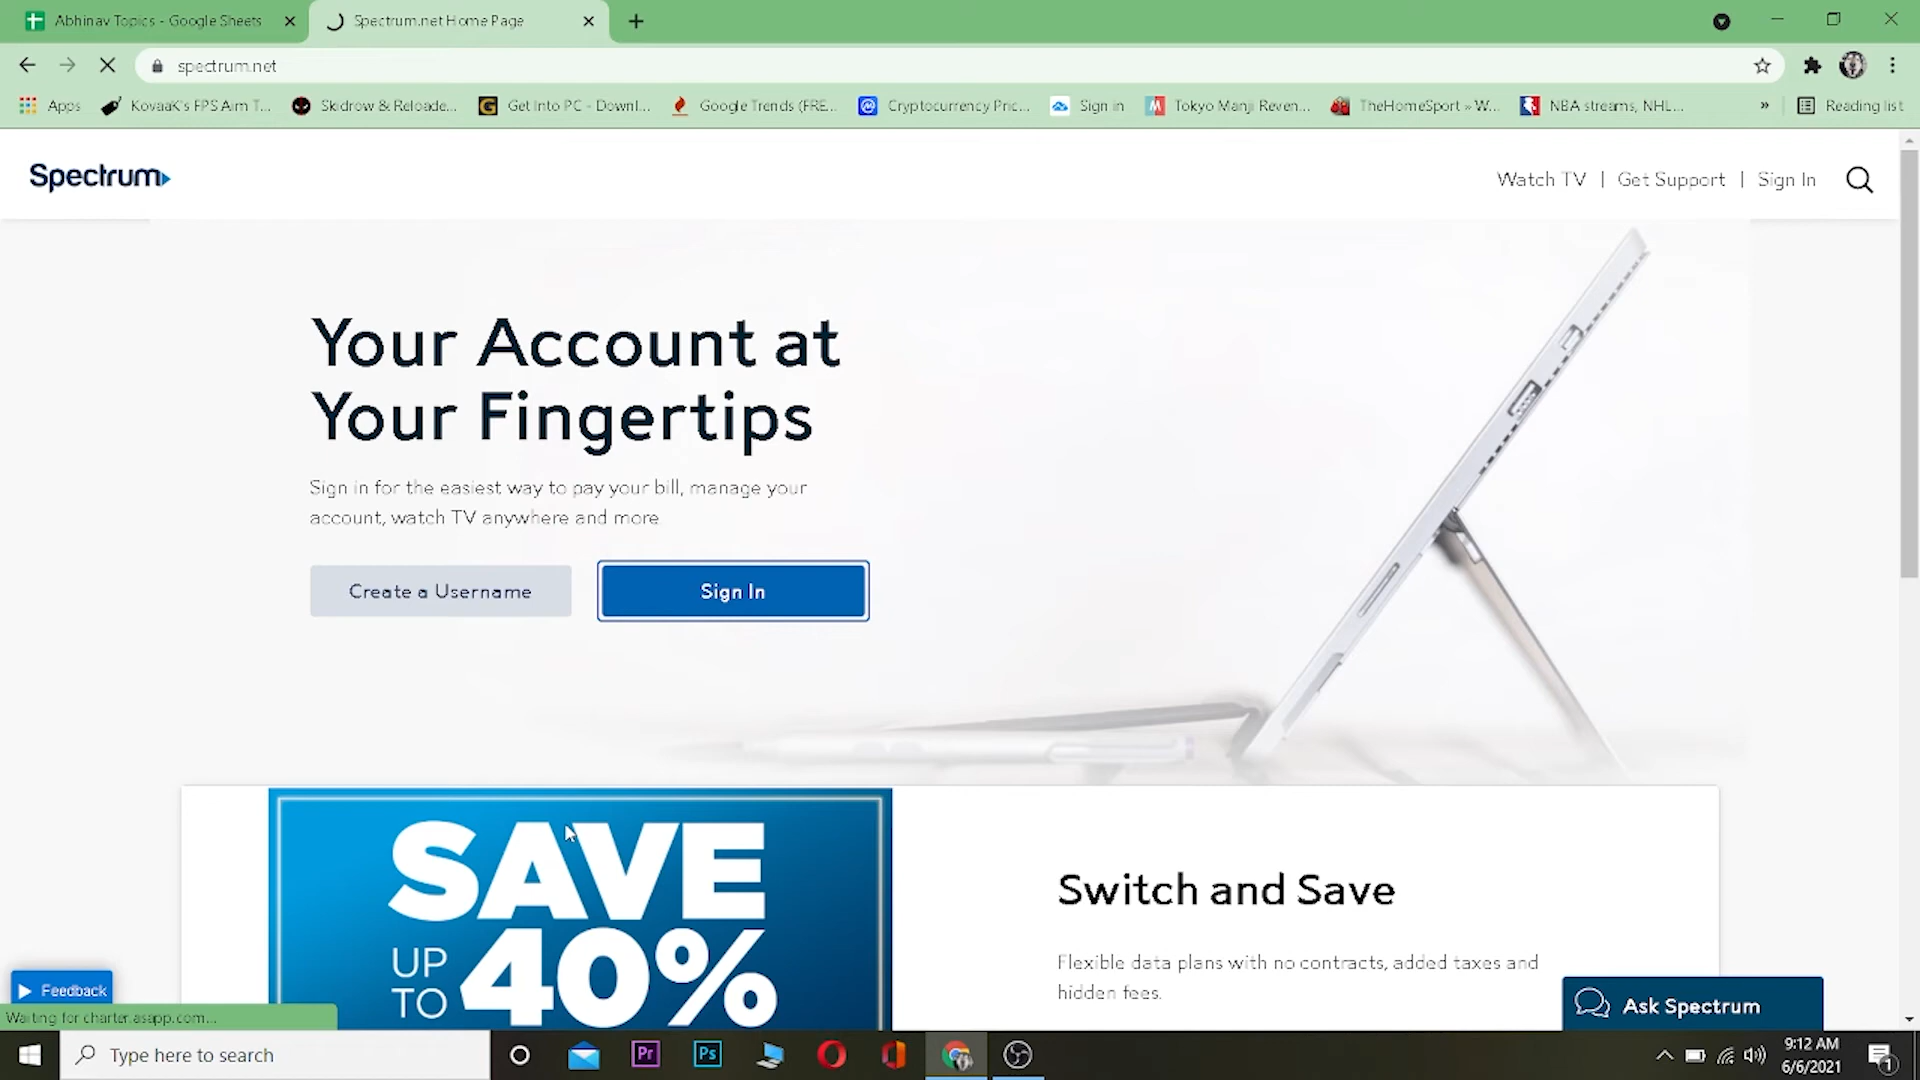 Abhinav Topics - Google Sheets
Spectrum.net Home Page
spectrum.net
Apps
KovaaK's FPS Aim T...
Skidrow & Reloade...
Get Into PC - Downl...
Google Trends (FRE...
Cryptocurrency Pric...
Sign in
Tokyo Manji Reven...
TheHomeSport » W...
NBA streams, NHL...
»
Reading list
Spectrum
Watch TV | Get Support | Sign In
Your Account at
Your Fingertips
Sign in for the easiest way to pay your bill, manage your
account, watch TV anywhere and more
Create a Username
Sign In
SAVE
UP TO 40%
Switch and Save
Flexible data plans with no contracts, added taxes and
hidden fees.
Feedback
Ask Spectrum
Waiting for charter.asapp.com...
Type here to search
Pr
Ps
9:12 AM
6/6/2021
1